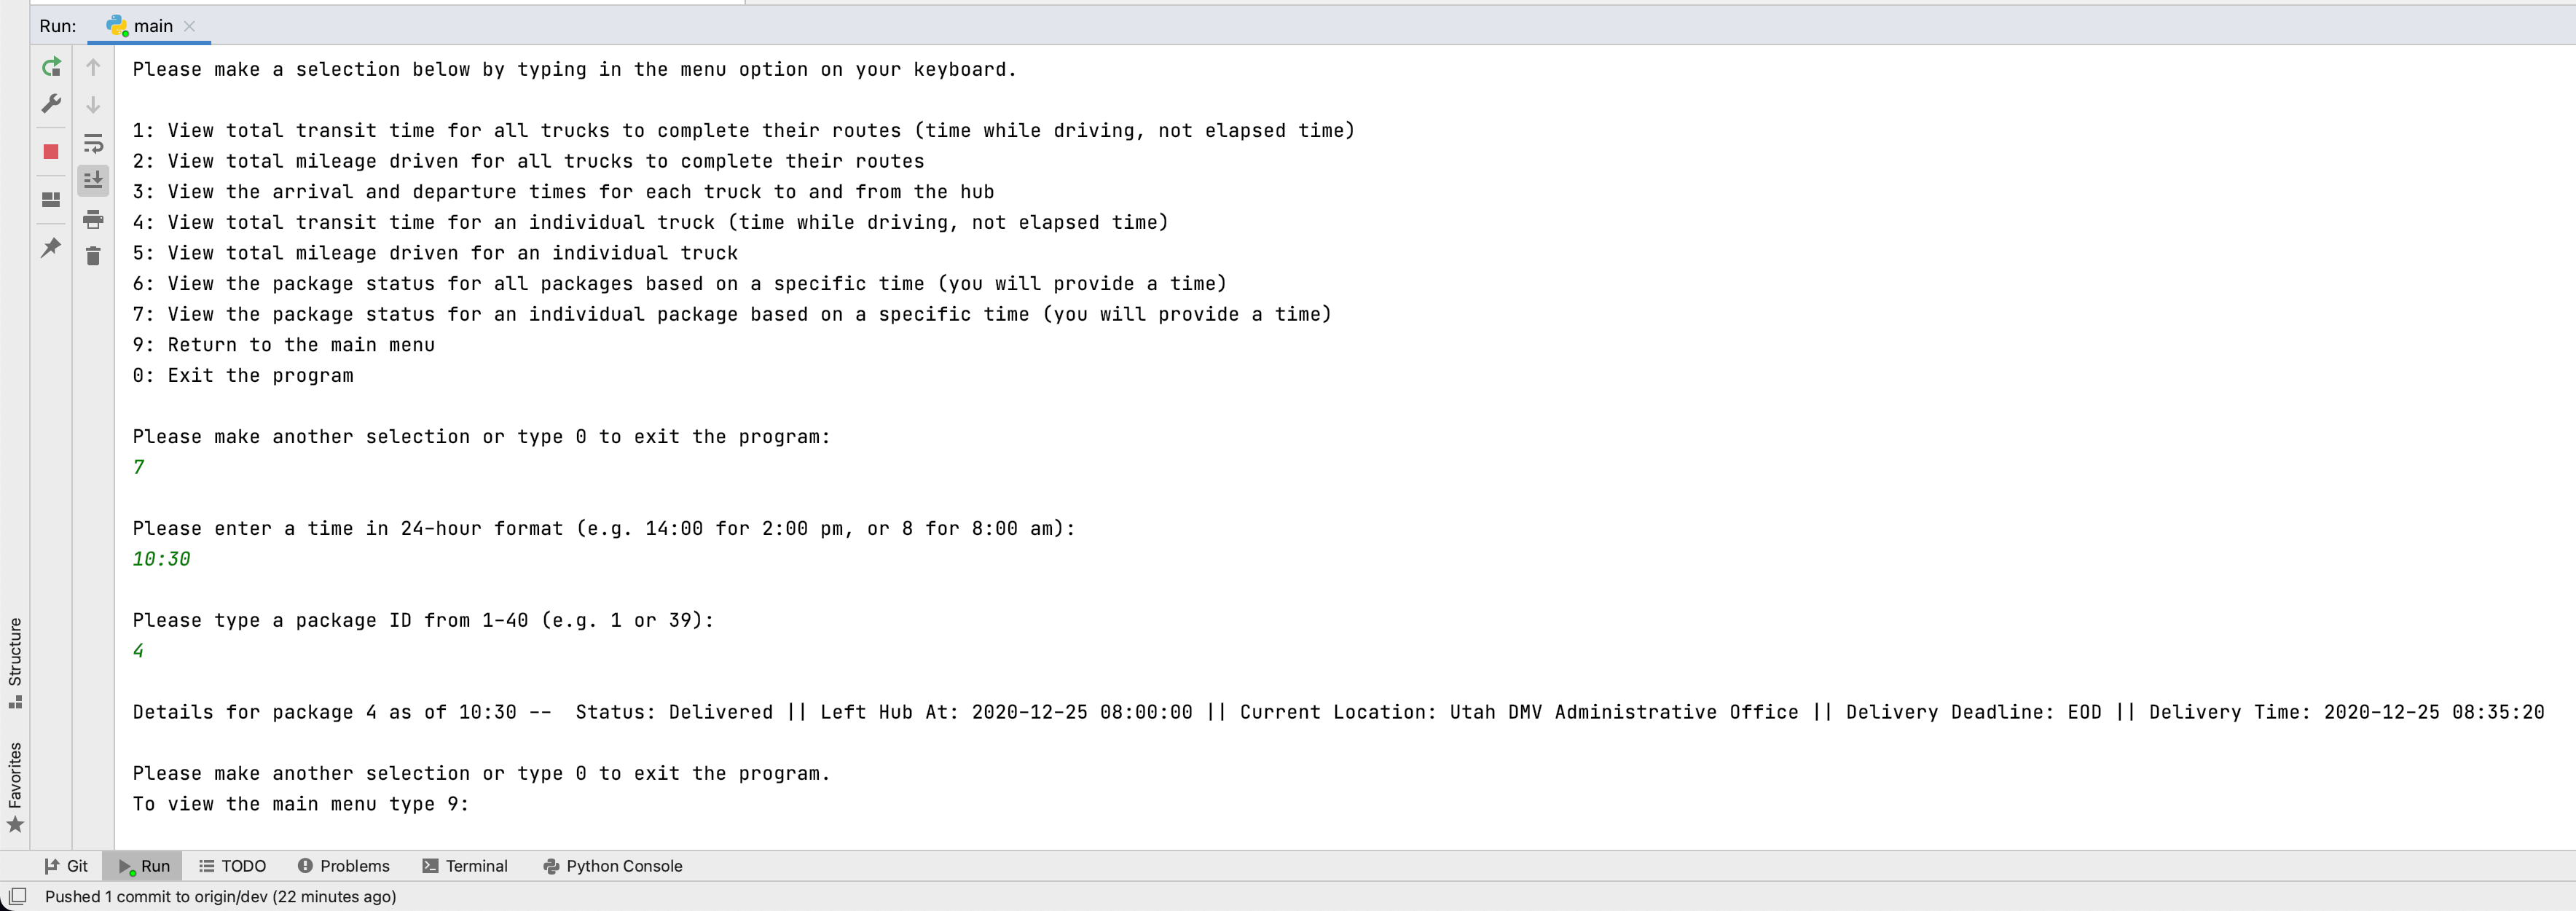 Run: main
Please make a selection below by typing in the menu option on your keyboard.
1: View total transit time for all trucks to complete their routes (time while driving, not elapsed time)
2: View total mileage driven for all trucks to complete their routes
3: View the arrival and departure times for each truck to and from the hub
4: View total transit time for an individual truck (time while driving, not elapsed time)
5: View total mileage driven for an individual truck
6: View the package status for all packages based on a specific time (you will provide a time)
7: View the package status for an individual package based on a specific time (you will provide a time)
9: Return to the main menu
0: Exit the program
Please make another selection or type 0 to exit the program:
7
Please enter a time in 24-hour format (e.g. 14:00 for 2:00 pm, or 8 for 8:00 am):
10:30
Please type a package ID from 1-40 (e.g. 1 or 39):
4
Details for package 4 as of 10:30 --  Status: Delivered || Left Hub At: 2020-12-25 08:00:00 || Current Location: Utah DMV Administrative Office || Delivery Deadline: EOD || Delivery Time: 2020-12-25 08:35:20
Please make another selection or type 0 to exit the program.
To view the main menu type 9:
Structure
Favorites
Git Run TODO Problems Terminal Python Console
Pushed 1 commit to origin/dev (22 minutes ago)